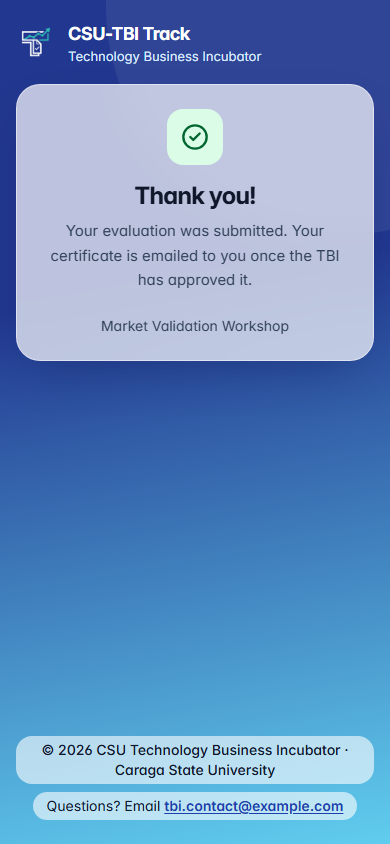 CSU-TBI Track
Technology Business Incubator
Thank you!
Your evaluation was submitted. Your
certificate is emailed to you once the TBI
has approved it.
Market Validation Workshop
© 2026 CSU Technology Business Incubator ·
Caraga State University
Questions? Email tbi.contact@example.com